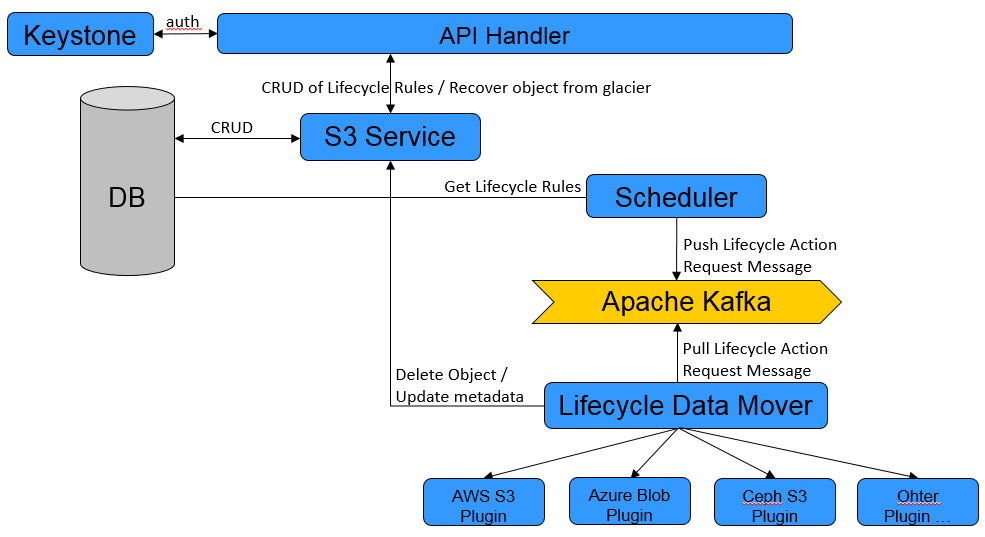 Keystone
auth
API Handler
CRUD of Lifecycle Rules / Recover object from glacier
CRUD
S3 Service
DB
Get Lifecycle Rules
Scheduler
Push Lifecycle Action
Request Message
Apache Kafka
Pull Lifecycle Action
Request Message
Delete Object /
Update metadata
Lifecycle Data Mover
AWS S3
Plugin
Azure Blob
Plugin
Ceph S3
Plugin
Ohter
Plugin ...